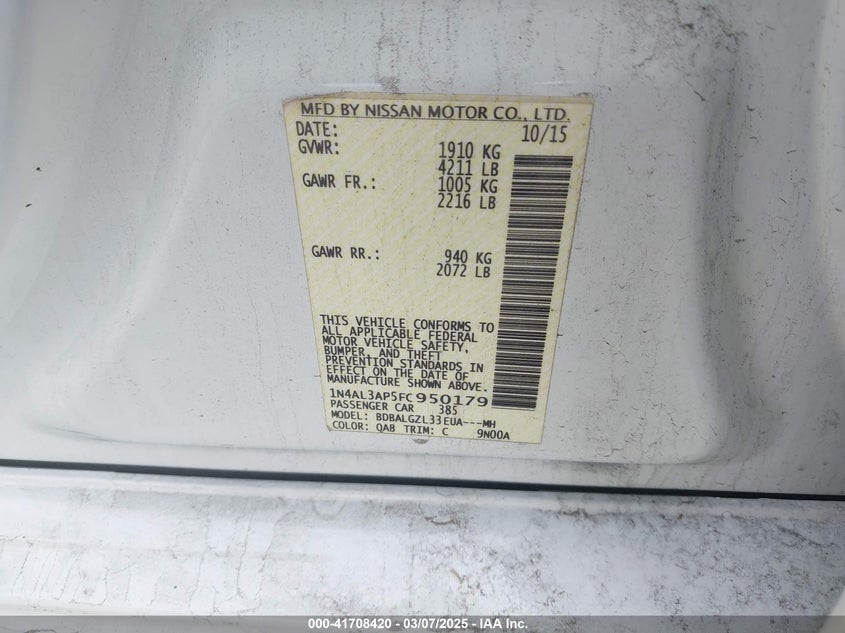 MFD BY NISSAN MOTOR CO., LTD.
DATE: 10/15
GVWR: 1910 KG
4211 LB
GAWR FR.: 1005 KG
2216 LB
GAWR RR.: 940 KG
2072 LB
THIS VEHICLE CONFORMS TO
ALL APPLICABLE FEDERAL
MOTOR VEHICLE SAFETY,
BUMPER, AND THEFT
PREVENTION STANDARDS IN
EFFECT ON THE DATE OF
MANUFACTURE SHOWN ABOVE.
1N4AL3AP5FC950179
PASSENGER CAR 385
MODEL: BDBALGZL33EUA---MH
COLOR: QAB TRIM: C 9N00A
000-41708420 — 03/07/2025 — IAA Inc.